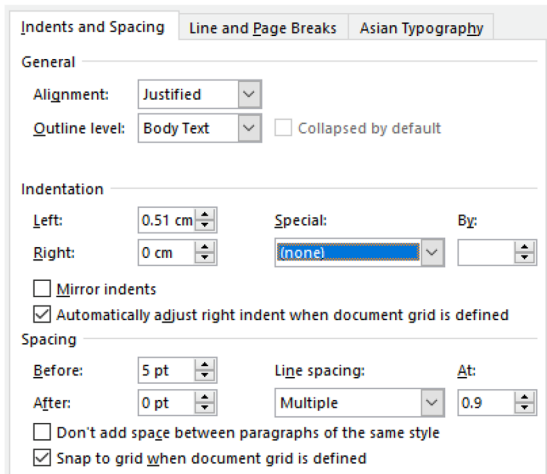 Indents and Spacing Line and Page Breaks Asian Typography
General
Alignment: Justified
Outline level: Body Text Collapsed by default
Indentation
Left: 0.51 cm Special: By:
Right: 0 cm (none)
Mirror indents
Automatically adjust right indent when document grid is defined
Spacing
Before: 5 pt Line spacing: At:
After: 0 pt Multiple 0.9
Don't add space between paragraphs of the same style
Snap to grid when document grid is defined